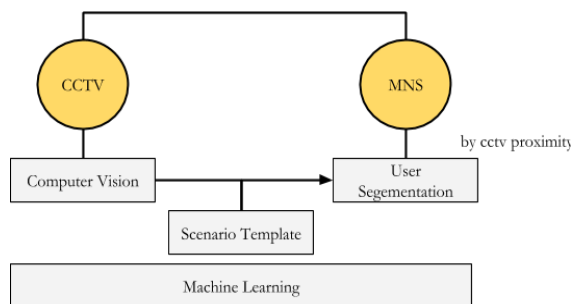 CCTV
MNS
by cctv proximity
Computer Vision
User
Segementation
Scenario Template
Machine Learning